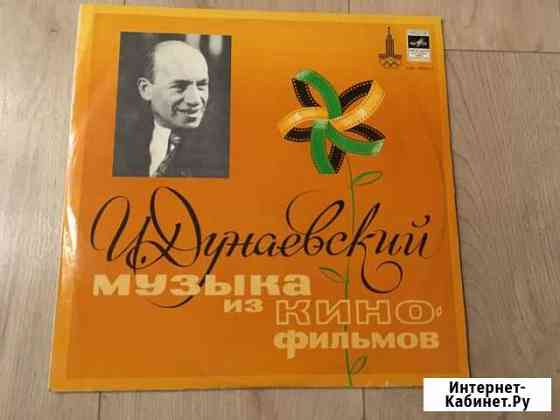 И. Дунаевский
музыка
из кино-
фильмов
Интернет-
Кабинет.Ру